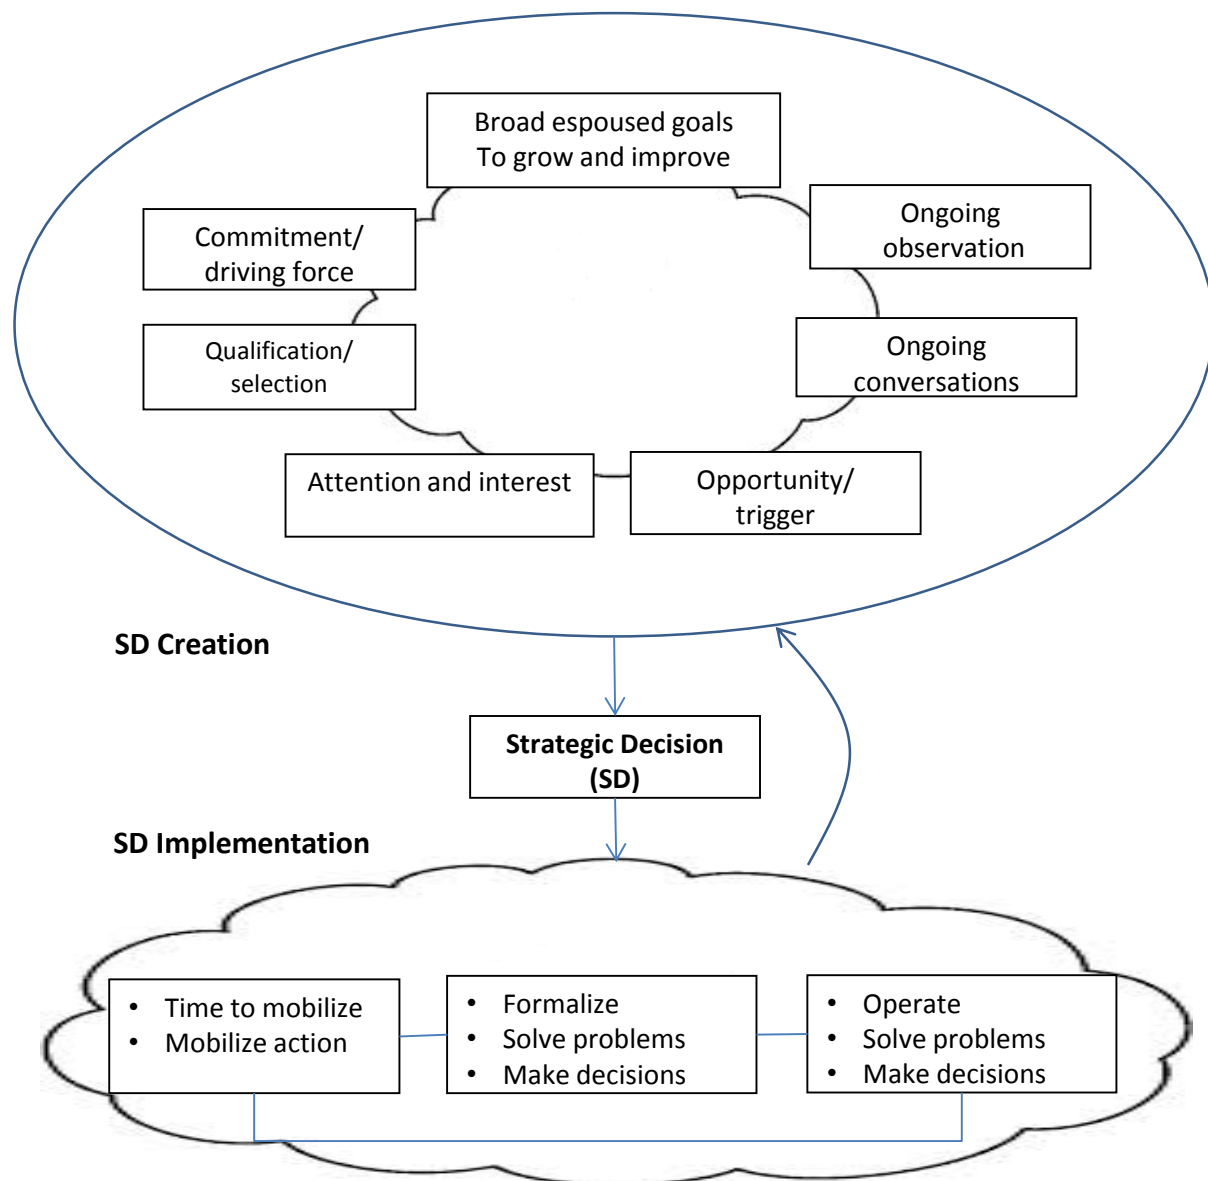 Broad espoused goals
To grow and improve
Commitment/
driving force
Ongoing
observation
Qualification/
selection
Ongoing
conversations
Attention and interest
Opportunity/
trigger
SD Creation
Strategic Decision
(SD)
SD Implementation
• Time to mobilize
• Mobilize action
• Formalize
• Solve problems
• Make decisions
• Operate
• Solve problems
• Make decisions